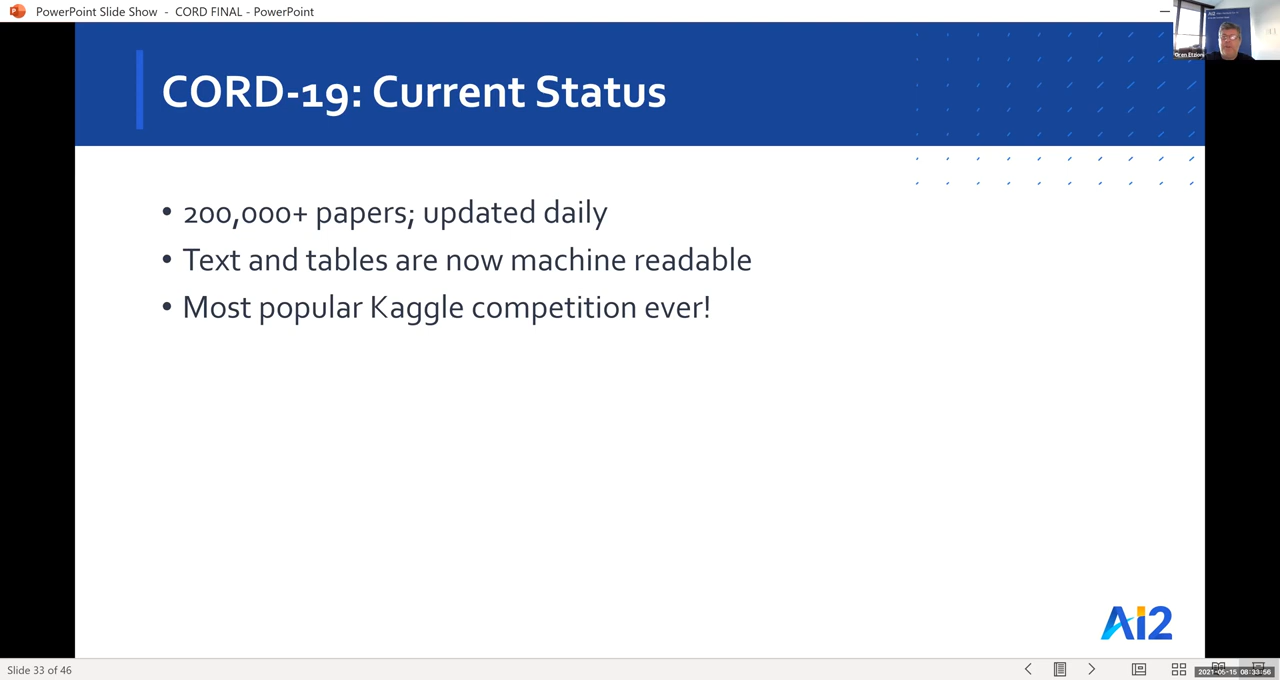 PowerPoint Slide Show - CORD FINAL - PowerPoint
Oren Etzioni
CORD-19: Current Status
• 200,000+ papers; updated daily
• Text and tables are now machine readable
• Most popular Kaggle competition ever!
Ai2
Slide 33 of 46
2021-05-15 08:33:56